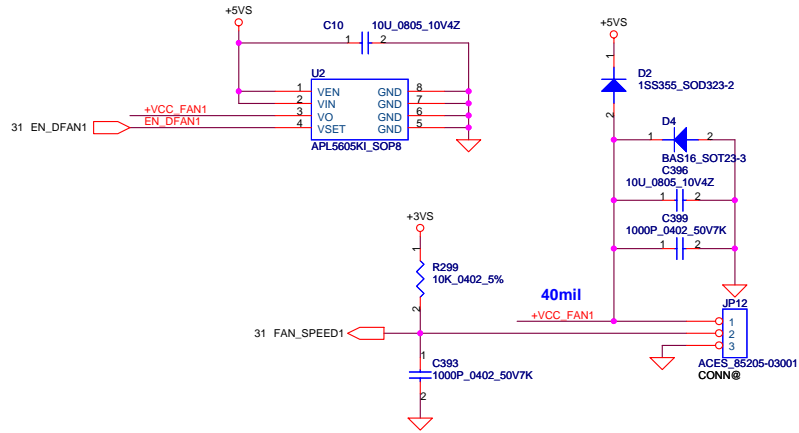 +5VS
C10
10U_0805_10V4Z
1
2
U2
1
2
3
4
VEN
VIN
VO
VSET
GND
GND
GND
GND
8
7
6
5
+VCC_FAN1
EN_DFAN1
31 EN_DFAN1
APL5605KI_SOP8
+5VS
1
D2
1SS355_SOD323-2
2
D4
1
2
BAS16_SOT23-3
C396
10U_0805_10V4Z
1
2
C399
1000P_0402_50V7K
1
2
+3VS
1
R299
10K_0402_5%
2
40mil
+VCC_FAN1
JP12
1
2
3
ACES_85205-03001
CONN@
31 FAN_SPEED1
1
C393
1000P_0402_50V7K
2